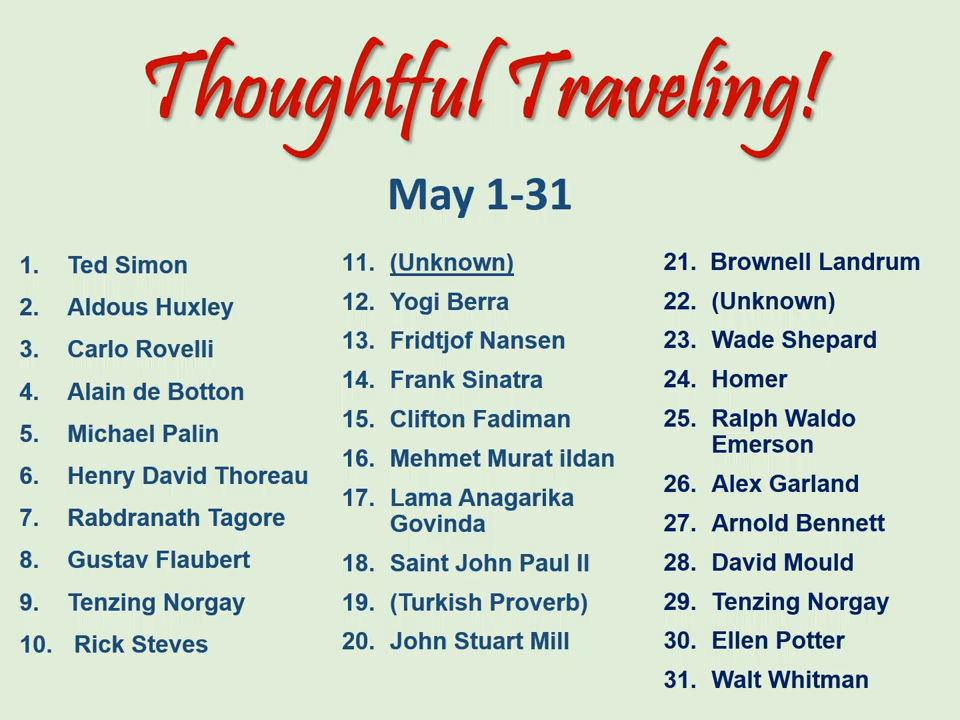 Thoughtful Traveling!
May 1-31
1. Ted Simon
2. Aldous Huxley
3. Carlo Rovelli
4. Alain de Botton
5. Michael Palin
6. Henry David Thoreau
7. Rabdranath Tagore
8. Gustav Flaubert
9. Tenzing Norgay
10. Rick Steves
11. (Unknown)
12. Yogi Berra
13. Fridtjof Nansen
14. Frank Sinatra
15. Clifton Fadiman
16. Mehmet Murat ildan
17. Lama Anagarika
Govinda
18. Saint John Paul II
19. (Turkish Proverb)
20. John Stuart Mill
21. Brownell Landrum
22. (Unknown)
23. Wade Shepard
24. Homer
25. Ralph Waldo
Emerson
26. Alex Garland
27. Arnold Bennett
28. David Mould
29. Tenzing Norgay
30. Ellen Potter
31. Walt Whitman